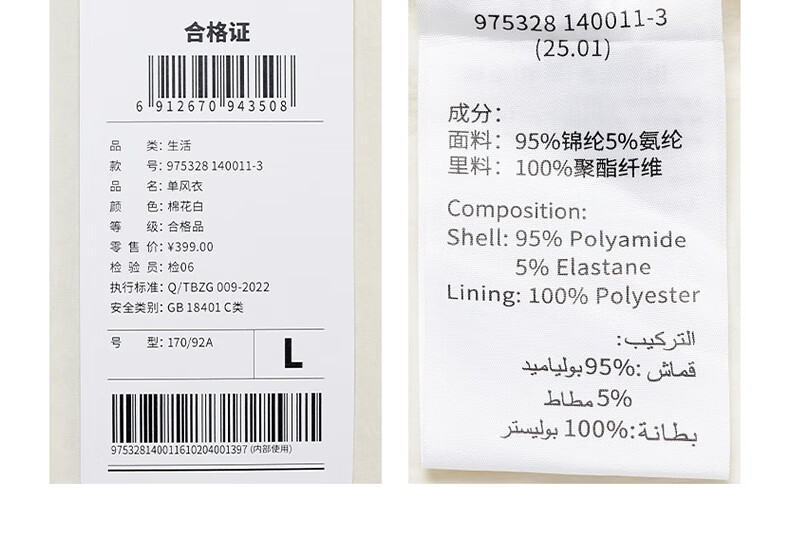 合格证
6 912670 943508
品 类: 生活
款 号: 975328 140011-3
品 名: 单风衣
颜 色: 棉花白
等 级: 合格品
零 售 价: ¥399.00
检 验 员: 检06
执行标准: Q/TBZG 009-2022
安全类别: GB 18401 C类
号 型: 170/92A
L
97532814001161020400139​7 (内部使用)
975328 140011-3
(25.01)
成分:
面料: 95%锦纶5%氨纶
里料: 100%聚酯纤维
Composition:
Shell: 95% Polyamide
5% Elastane
Lining: 100% Polyester
التركيب:
قماش: 95%بولياميد
5% مطاط
بطانة: 100% بوليستر